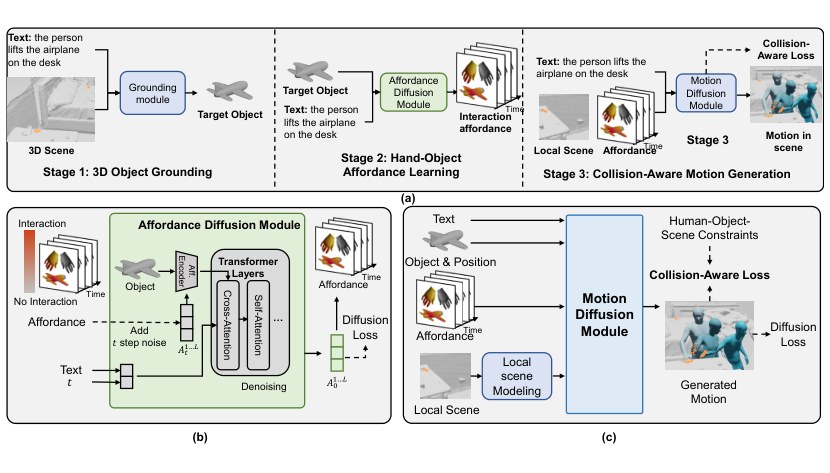 Text: the person
lifts the airplane
on the desk
3D Scene
Grounding
module
Target Object
Stage 1: 3D Object Grounding
Target Object
Text: the person
lifts the airplane
on the desk
Affordance
Diffusion
Module
Time
Interaction
affordance
Stage 2: Hand-Object
Affordance Learning
Text: the person lifts the
airplane on the desk
Local Scene
Affordance
Time
Motion
Diffusion
Module
Stage 3
Collision-
Aware Loss
Motion in
scene
Stage 3: Collision-Aware Motion Generation
(a)
Interaction
No Interaction
Time
Affordance
Add
t step noise
Text
t
Affordance Diffusion Module
Object
Aff.
Encoder
A_t^{1...L}
Transformer
Layers
Cross-Attention
Self-Attention
...
Denoising
Time
Affordance
Diffusion
Loss
A_0^{1...L}
(b)
Text
Object & Position
Time
Affordance
Local Scene
Local
scene
Modeling
Motion
Diffusion
Module
Human-Object-
Scene Constraints
Collision-Aware Loss
Diffusion
Loss
Generated
Motion
(c)